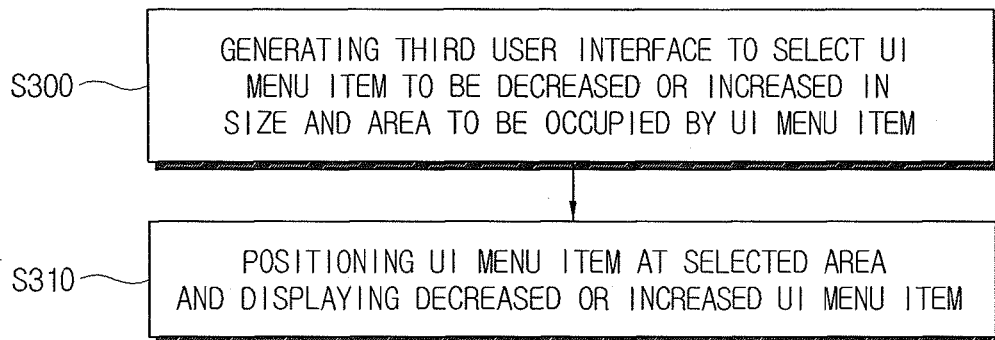 GENERATING THIRD USER INTERFACE TO SELECT UI
S300
MENU ITEM TO BE DECREASED OR INCREASED IN
SIZE AND AREA TO BE OCCUPIED BY UI MENU ITEM
POSITIONING UI MENU ITEM AT SELECTED AREA
S310
AND DISPLAYING DECREASED OR INCREASED UI MENU ITEM